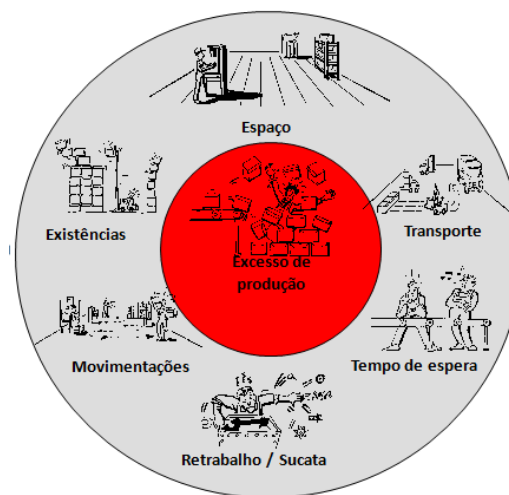 Espaço
Existências
Transporte
Excesso de
produção
Movimentações
Tempo de espera
Retrabalho / Sucata